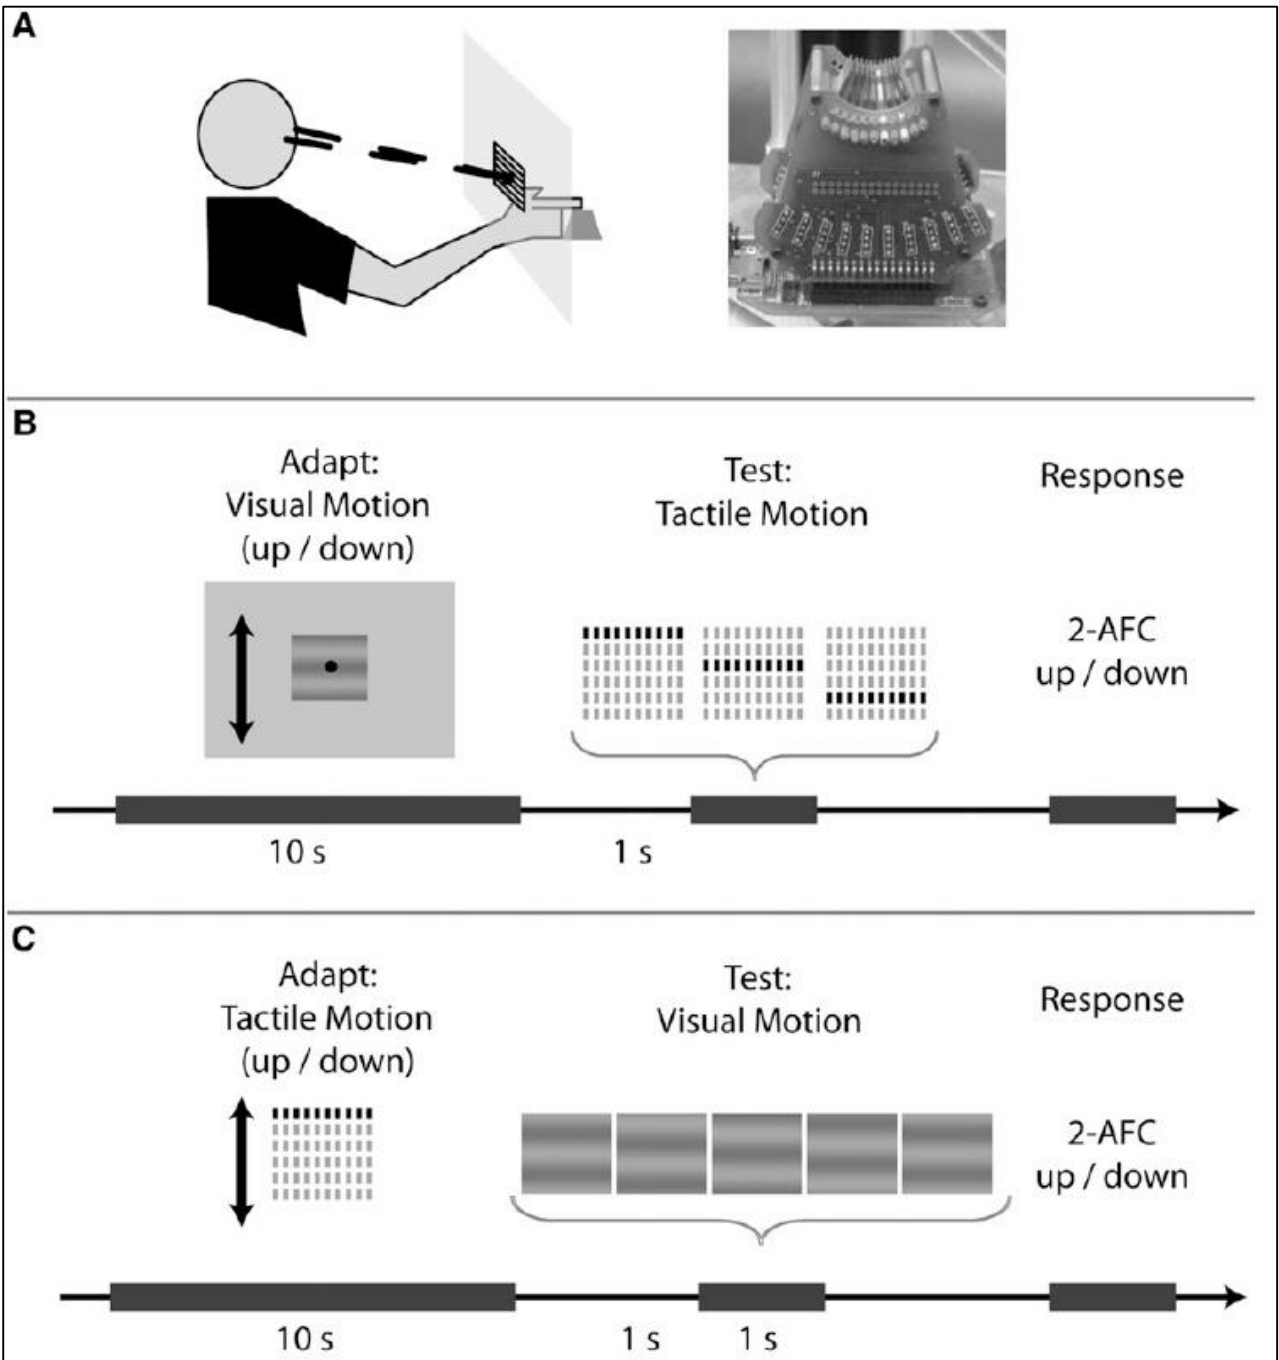 A
B
Adapt:
Visual Motion
(up / down)
Test:
Tactile Motion
Response
2-AFC
up / down
10 s
1 s
C
Adapt:
Tactile Motion
(up / down)
Test:
Visual Motion
Response
2-AFC
up / down
10 s
1 s
1 s